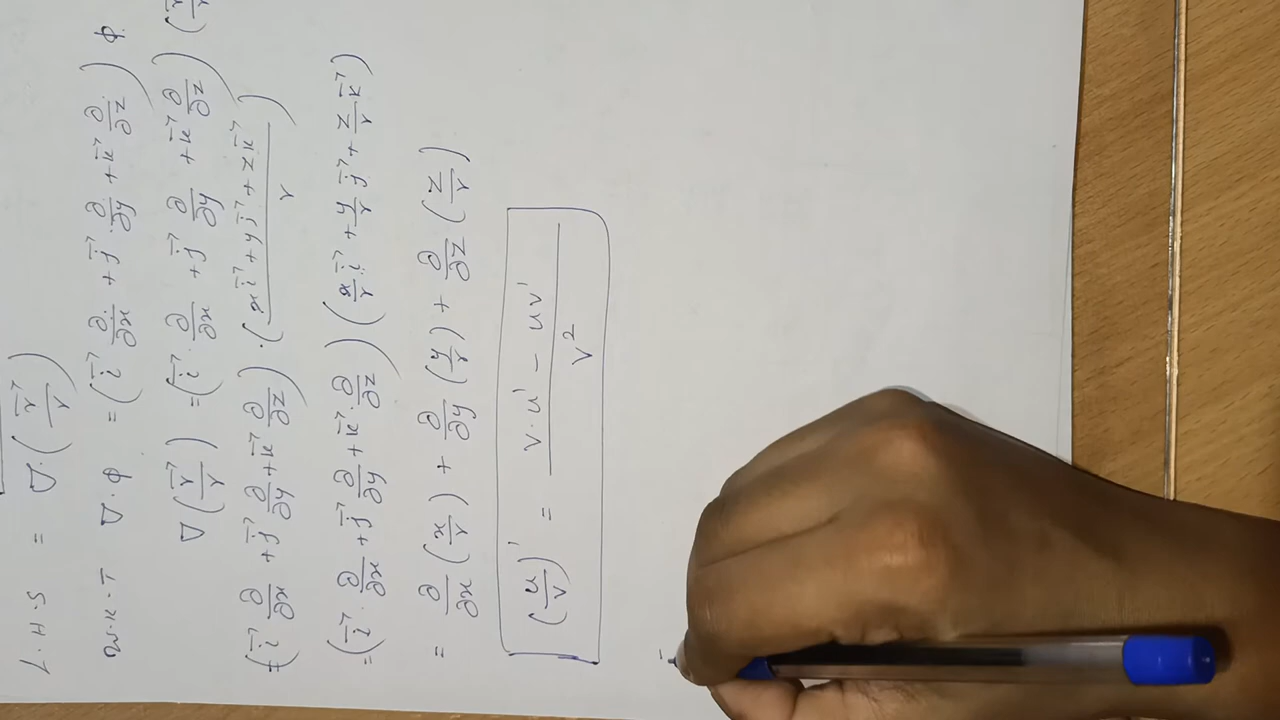 L.H.S = ∇·(r⃗/r)
W.K.T ∇·φ = (i⃗ ∂/∂x + j⃗ ∂/∂y + k⃗ ∂/∂z) φ
∇(r⃗/r) = (i⃗ ∂/∂x + j⃗ ∂/∂y + k⃗ ∂/∂z)
= (i⃗ ∂/∂x + j⃗ ∂/∂y + k⃗ ∂/∂z)·((xi⃗ + yj⃗ + zk⃗)/r)
= (i⃗ ∂/∂x + j⃗ ∂/∂y + k⃗ ∂/∂z)(x/r i⃗ + y/r j⃗ + z/r k⃗)
= ∂/∂x (x/r) + ∂/∂y (y/r) + ∂/∂z (z/r)
(u/v)' = (v·u' - uv')/v²